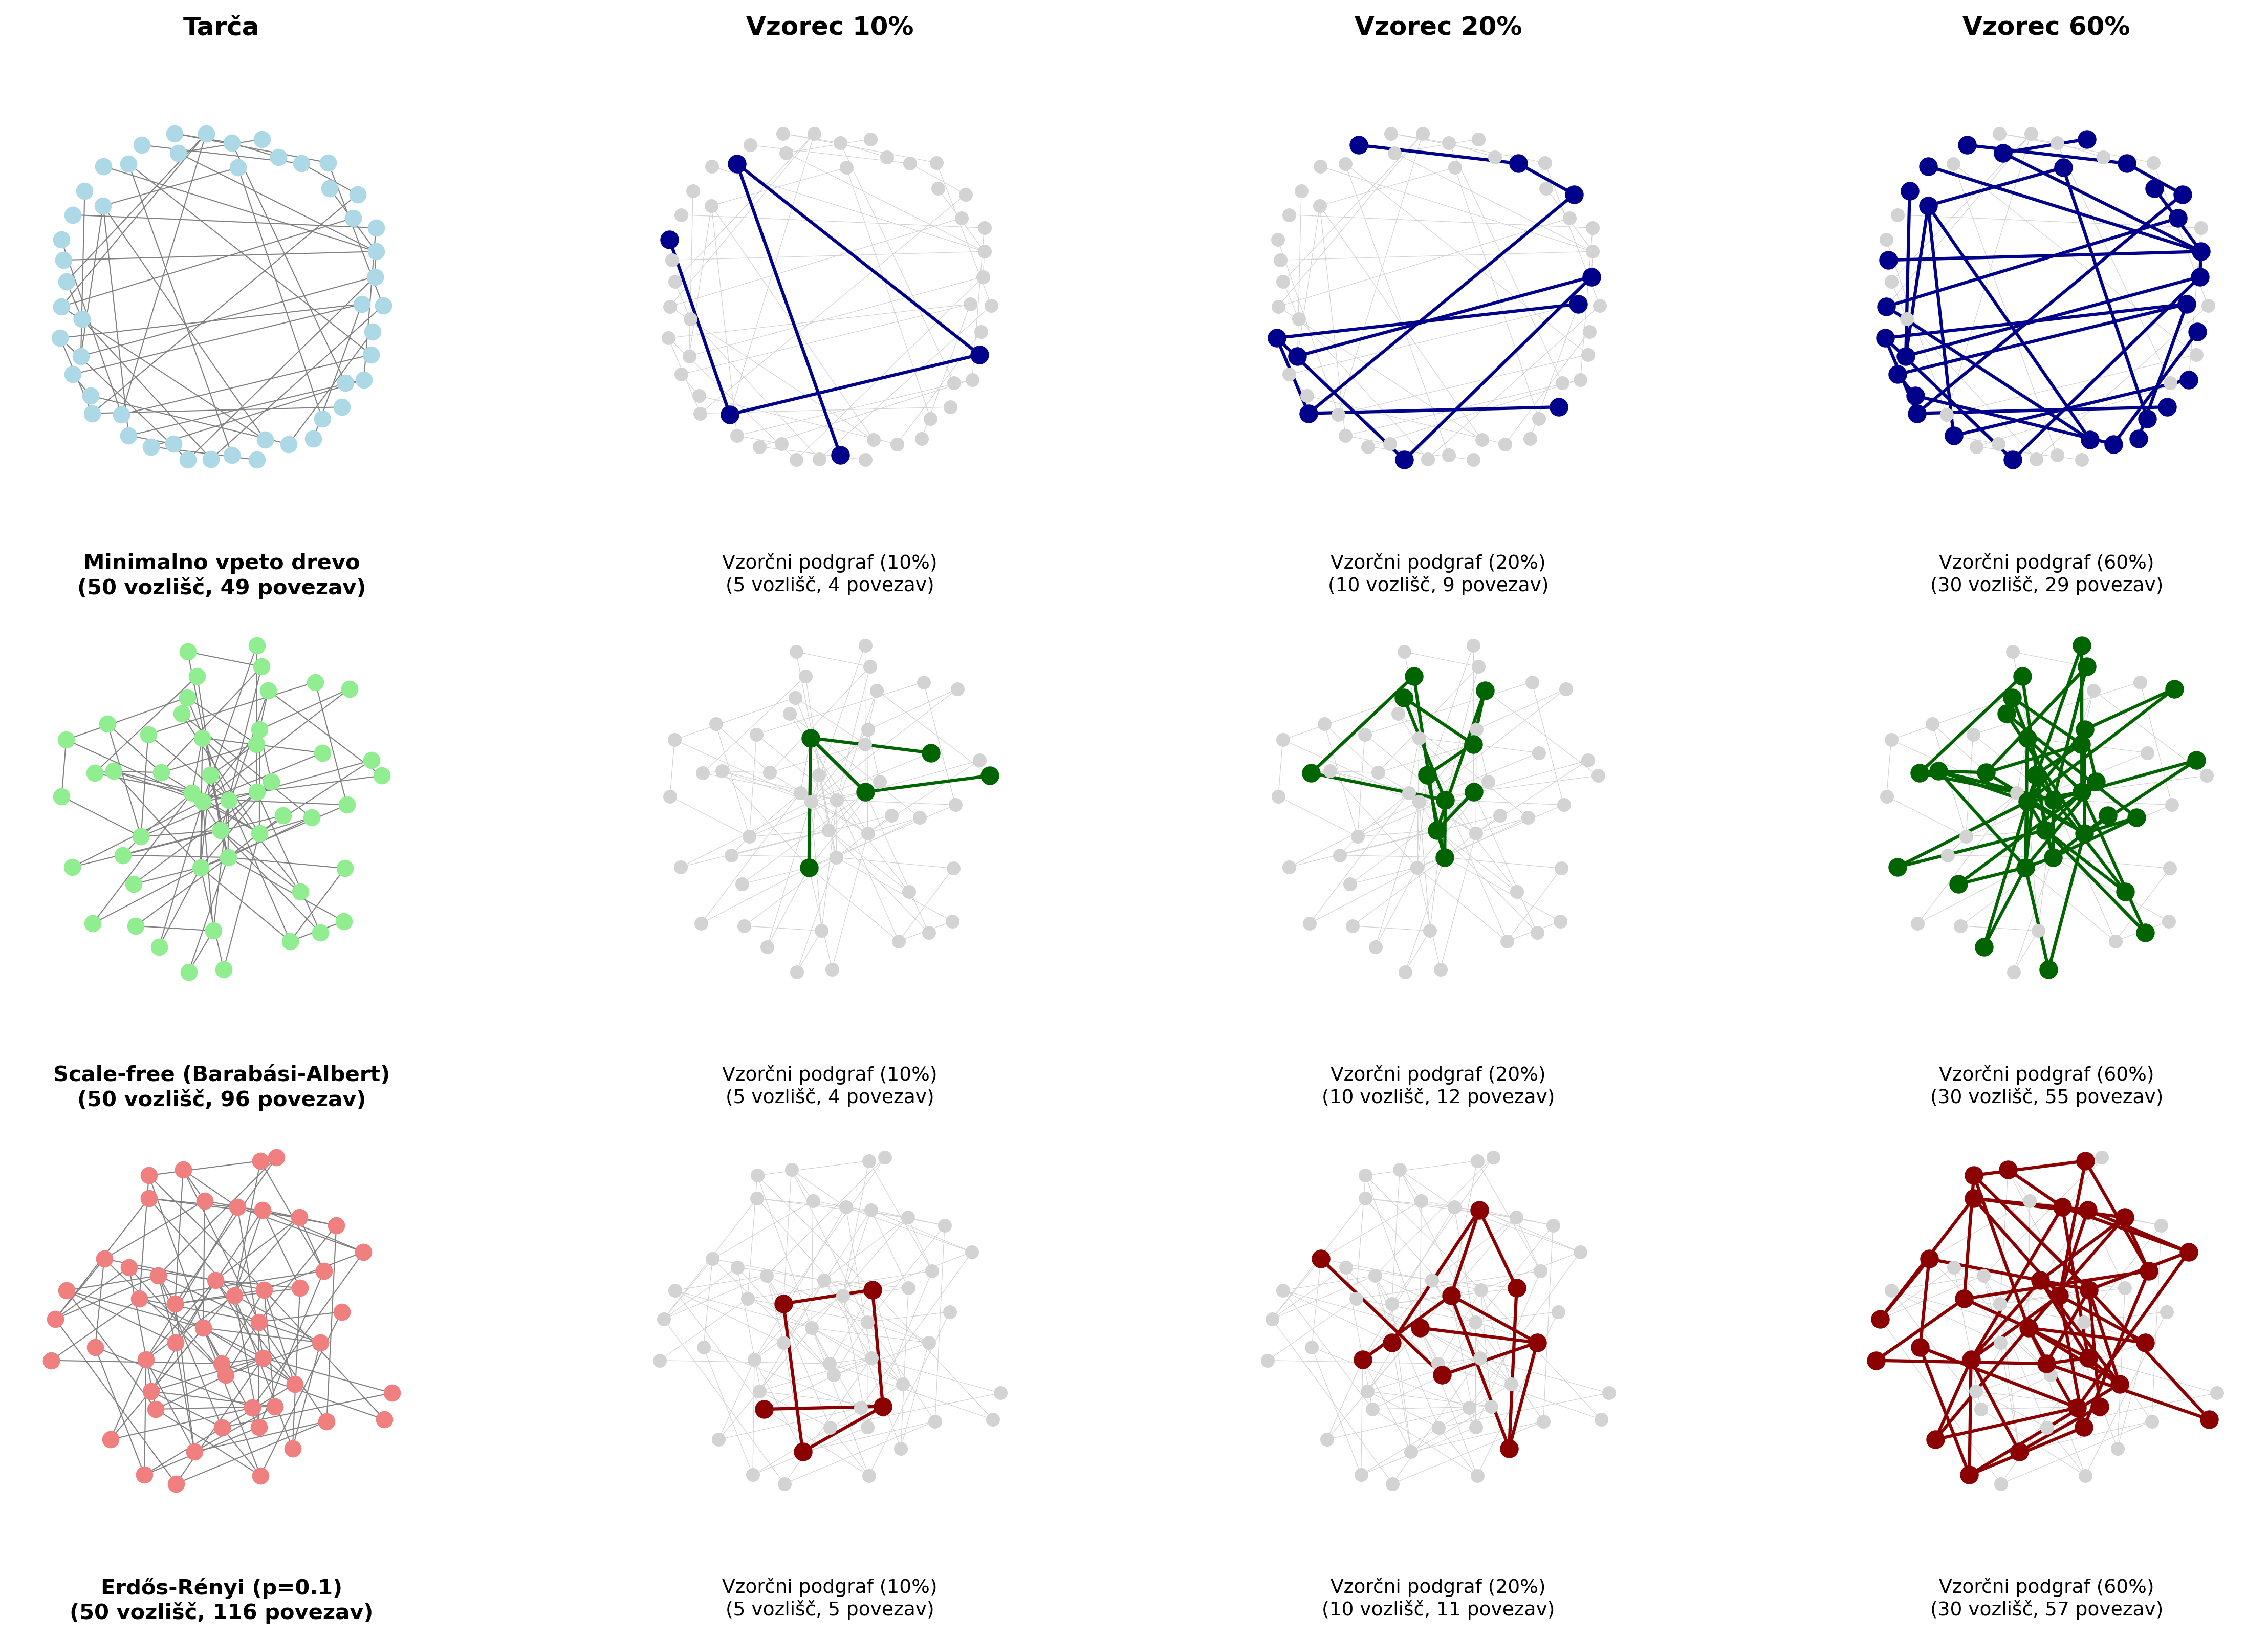 Tarča
Vzorec 10%
Vzorec 20%
Vzorec 60%
Minimalno vpeto drevo
(50 vozlišč, 49 povezav)
Vzorčni podgraf (10%)
(5 vozlišč, 4 povezav)
Vzorčni podgraf (20%)
(10 vozlišč, 9 povezav)
Vzorčni podgraf (60%)
(30 vozlišč, 29 povezav)
Scale-free (Barabási-Albert)
(50 vozlišč, 96 povezav)
Vzorčni podgraf (10%)
(5 vozlišč, 4 povezav)
Vzorčni podgraf (20%)
(10 vozlišč, 12 povezav)
Vzorčni podgraf (60%)
(30 vozlišč, 55 povezav)
Erdős-Rényi (p=0.1)
(50 vozlišč, 116 povezav)
Vzorčni podgraf (10%)
(5 vozlišč, 5 povezav)
Vzorčni podgraf (20%)
(10 vozlišč, 11 povezav)
Vzorčni podgraf (60%)
(30 vozlišč, 57 povezav)